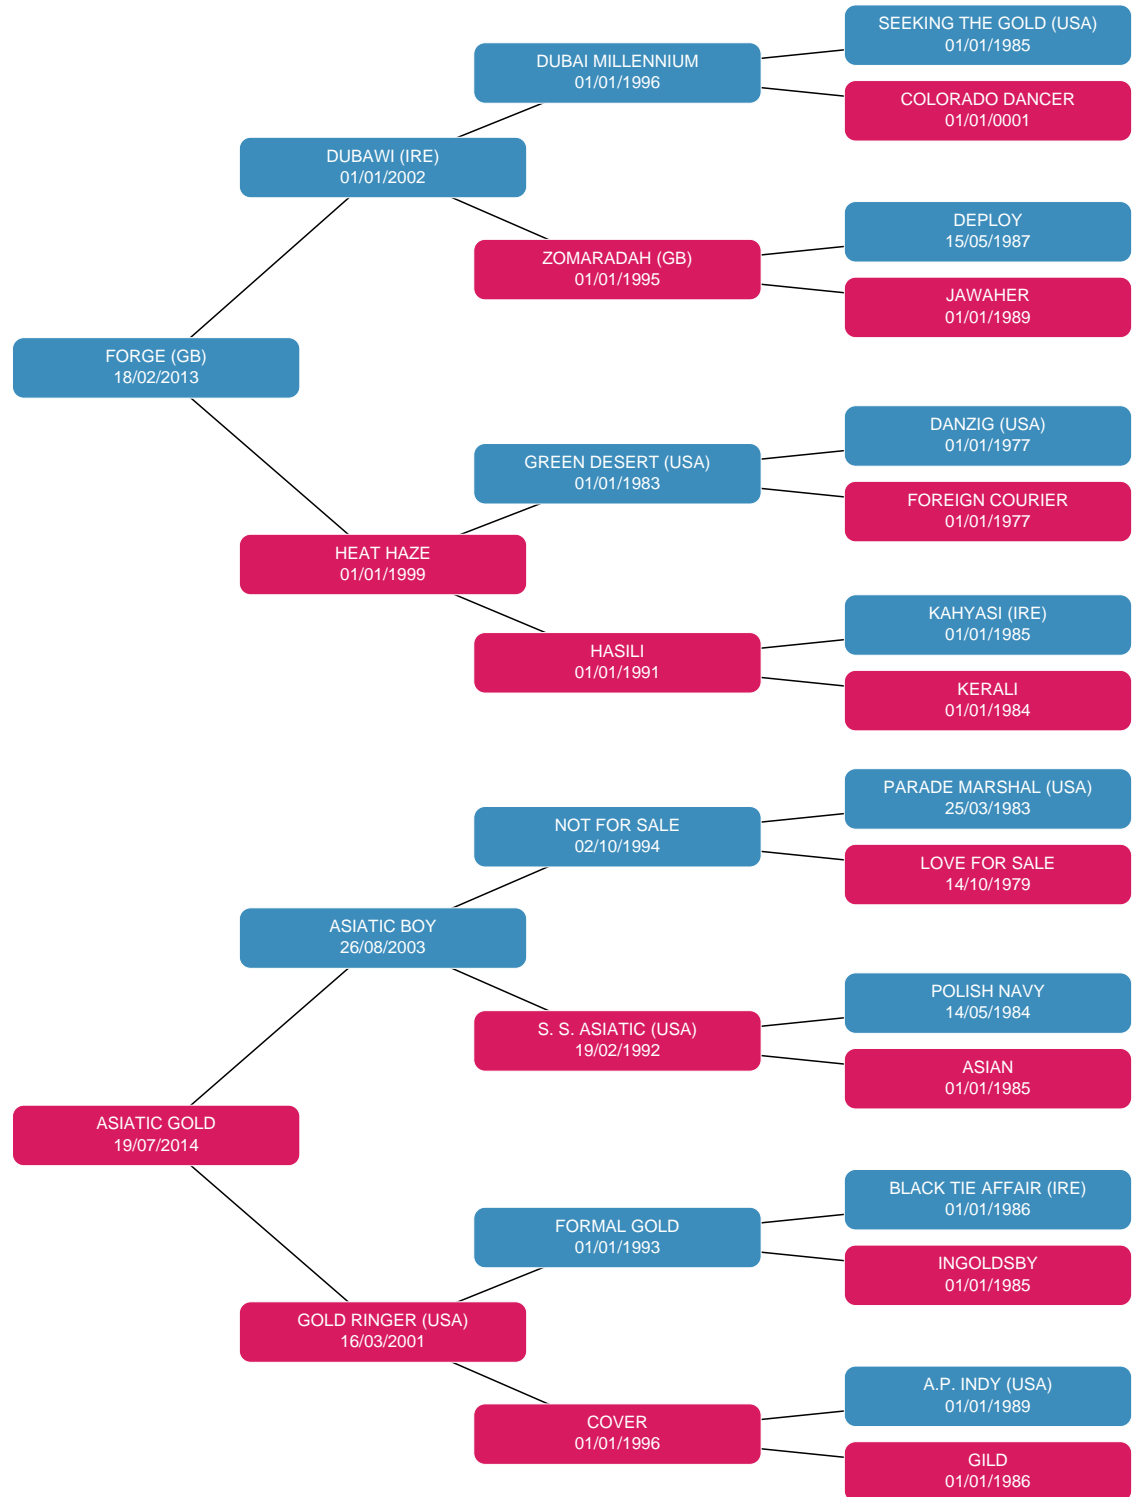 SEEKING THE GOLD (USA)
01/01/1985
DUBAI MILLENNIUM
01/01/1996
COLORADO DANCER
01/01/0001
DUBAWI (IRE)
01/01/2002
DEPLOY
15/05/1987
ZOMARADAH (GB)
01/01/1995
JAWAHER
01/01/1989
FORGE (GB)
18/02/2013
DANZIG (USA)
01/01/1977
GREEN DESERT (USA)
01/01/1983
FOREIGN COURIER
01/01/1977
HEAT HAZE
01/01/1999
KAHYASI (IRE)
01/01/1985
HASILI
01/01/1991
KERALI
01/01/1984
PARADE MARSHAL (USA)
25/03/1983
NOT FOR SALE
02/10/1994
LOVE FOR SALE
14/10/1979
ASIATIC BOY
26/08/2003
POLISH NAVY
14/05/1984
S. S. ASIATIC (USA)
19/02/1992
ASIAN
01/01/1985
ASIATIC GOLD
19/07/2014
BLACK TIE AFFAIR (IRE)
01/01/1986
FORMAL GOLD
01/01/1993
INGOLDSBY
01/01/1985
GOLD RINGER (USA)
16/03/2001
A.P. INDY (USA)
01/01/1989
COVER
01/01/1996
GILD
01/01/1986